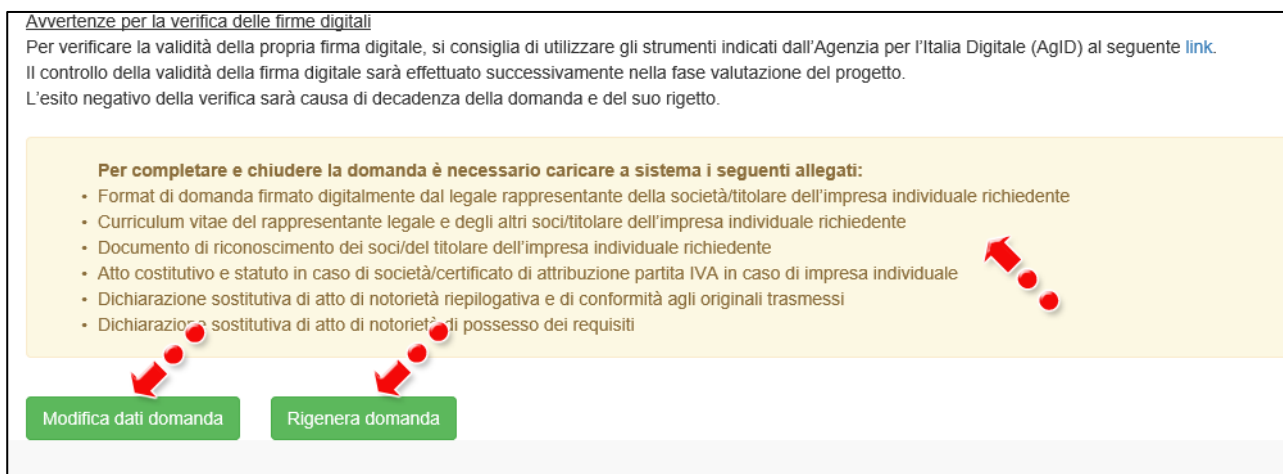 Avvertenze per la verifica delle firme digitali
Per verificare la validità della propria firma digitale, si consiglia di utilizzare gli strumenti indicati dall'Agenzia per l'Italia Digitale (AgID) al seguente link.
Il controllo della validità della firma digitale sarà effettuato successivamente nella fase valutazione del progetto.
L'esito negativo della verifica sarà causa di decadenza della domanda e del suo rigetto.
Per completare e chiudere la domanda è necessario caricare a sistema i seguenti allegati:
• Format di domanda firmato digitalmente dal legale rappresentante della società/titolare dell'impresa individuale richiedente
• Curriculum vitae del rappresentante legale e degli altri soci/titolare dell'impresa individuale richiedente
• Documento di riconoscimento dei soci/del titolare dell'impresa individuale richiedente
• Atto costitutivo e statuto in caso di società/certificato di attribuzione partita IVA in caso di impresa individuale
• Dichiarazione sostitutiva di atto di notorietà riepilogativa e di conformità agli originali trasmessi
• Dichiarazione sostitutiva di atto di notorietà di possesso dei requisiti
Modifica dati domanda
Rigenera domanda